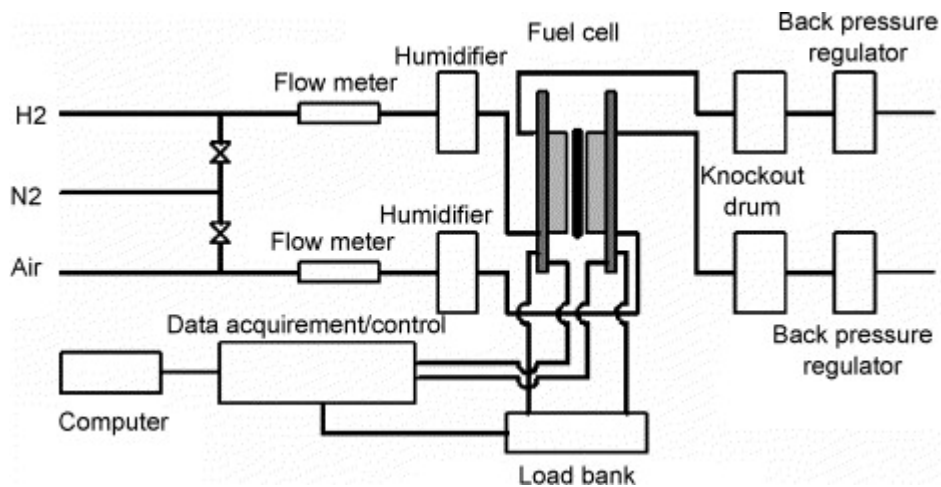 Fuel cell
Back pressure
regulator
Humidifier
Flow meter
H2
N2
Knockout
drum
Humidifier
Flow meter
Air
Data acquirement/control
Back pressure
regulator
Computer
Load bank